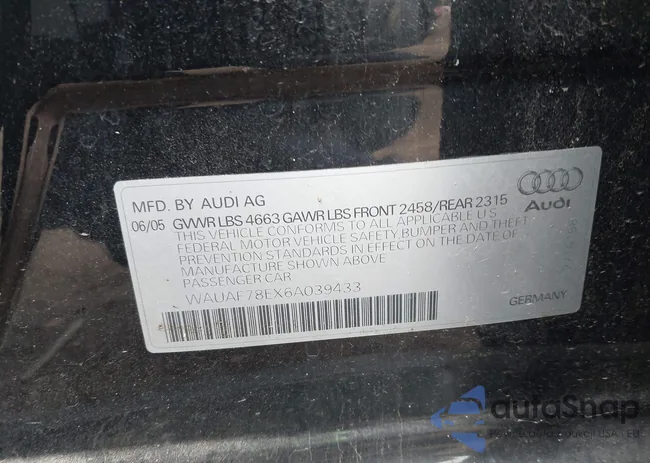 MFD. BY AUDI AG
06/05 GVWR LBS 4663 GAWR LBS FRONT 2458/REAR 2315
THIS VEHICLE CONFORMS TO ALL APPLICABLE U S
FEDERAL MOTOR VEHICLE SAFETY BUMPER AND THEFT
PREVENTION STANDARDS IN EFFECT ON THE DATE OF
MANUFACTURE SHOWN ABOVE
PASSENGER CAR
WAUAF78EX6A039433
Audi
GERMANY
autoSnap